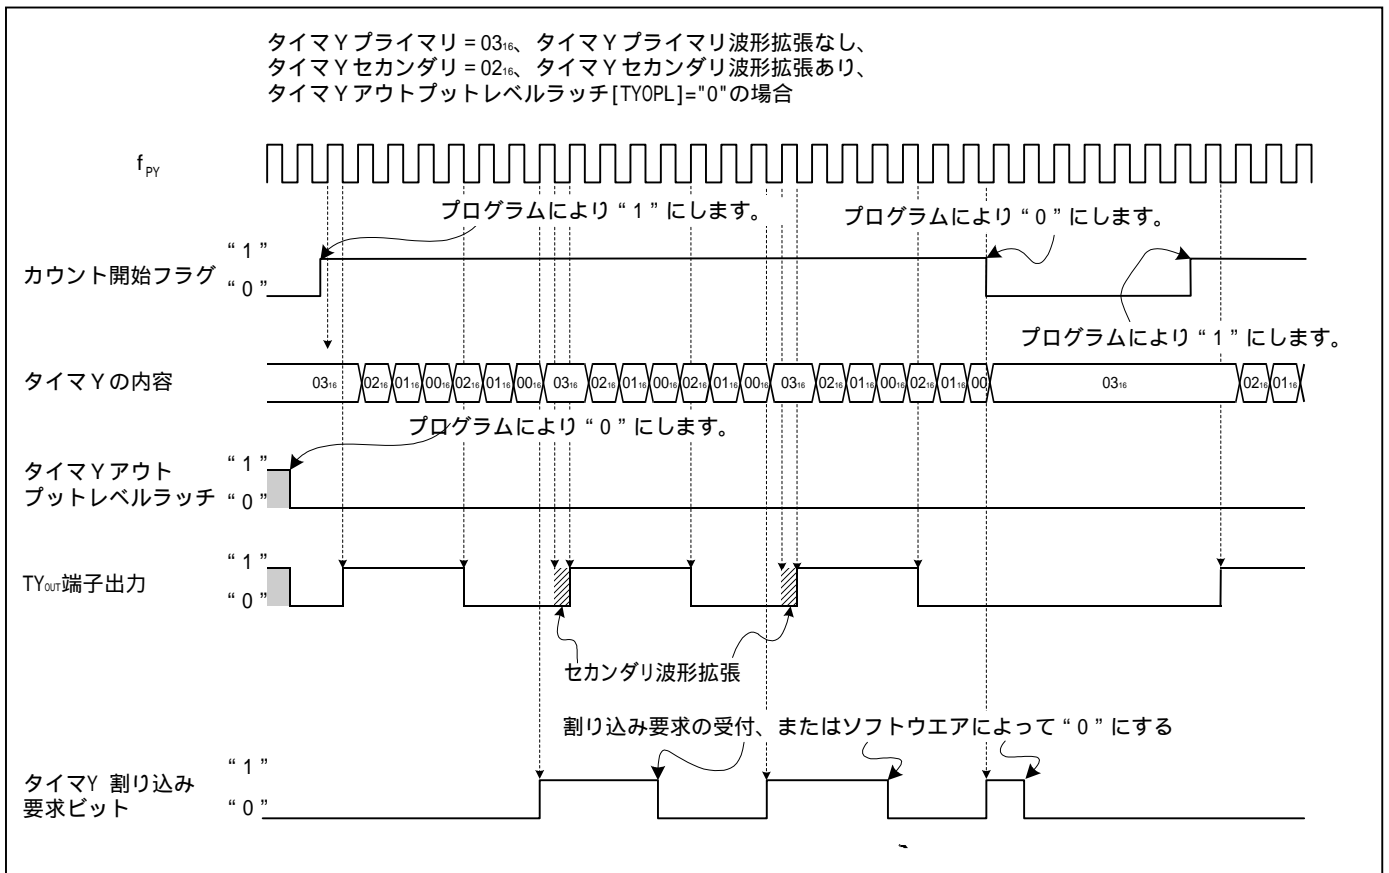 タイマYプライマリ=03₁₆、タイマYプライマリ波形拡張なし、
タイマYセカンダリ=02₁₆、タイマYセカンダリ波形拡張あり、
タイマYアウトプットレベルラッチ[TYOPL]="0"の場合
f_PY
プログラムにより“1”にします。
プログラムにより“0”にします。
カウント開始フラグ
“1”
“0”
プログラムにより“1”にします。
タイマYの内容
03₁₆ 02₁₆ 01₁₆ 00₁₆ 02₁₆ 01₁₆ 00₁₆ 03₁₆ 02₁₆ 01₁₆ 00₁₆ 02₁₆ 01₁₆ 00₁₆ 03₁₆ 02₁₆ 01₁₆ 00₁₆ 02₁₆ 01₁₆ 00 03₁₆ 02₁₆ 01₁₆
プログラムにより“0”にします。
タイマYアウト
プットレベルラッチ
“1”
“0”
TY_OUT端子出力
“1”
“0”
セカンダリ波形拡張
割り込み要求の受付、またはソフトウエアによって“0”にする
タイマY 割り込み
要求ビット
“1”
“0”